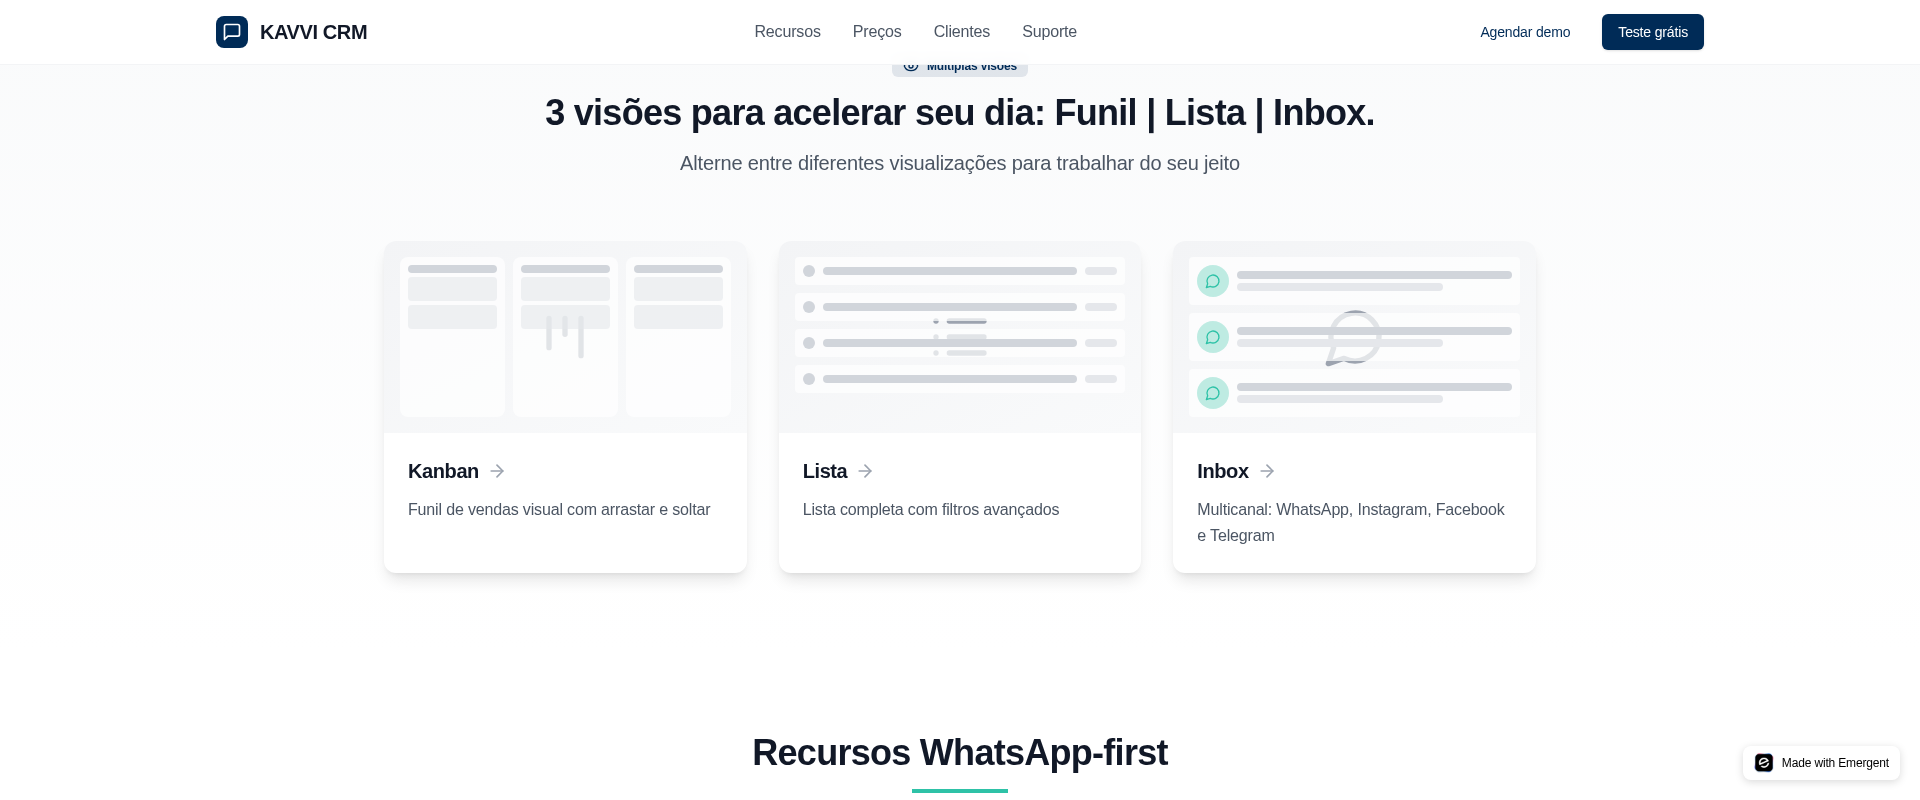 KAVVI CRM
Recursos
Preços
Clientes
Suporte
Agendar demo
Teste grátis
Múltiplas visões
3 visões para acelerar seu dia: Funil | Lista | Inbox.
Alterne entre diferentes visualizações para trabalhar do seu jeito
Kanban
Funil de vendas visual com arrastar e soltar
Lista
Lista completa com filtros avançados
Inbox
Multicanal: WhatsApp, Instagram, Facebook
e Telegram
Recursos WhatsApp-first
Made with Emergent